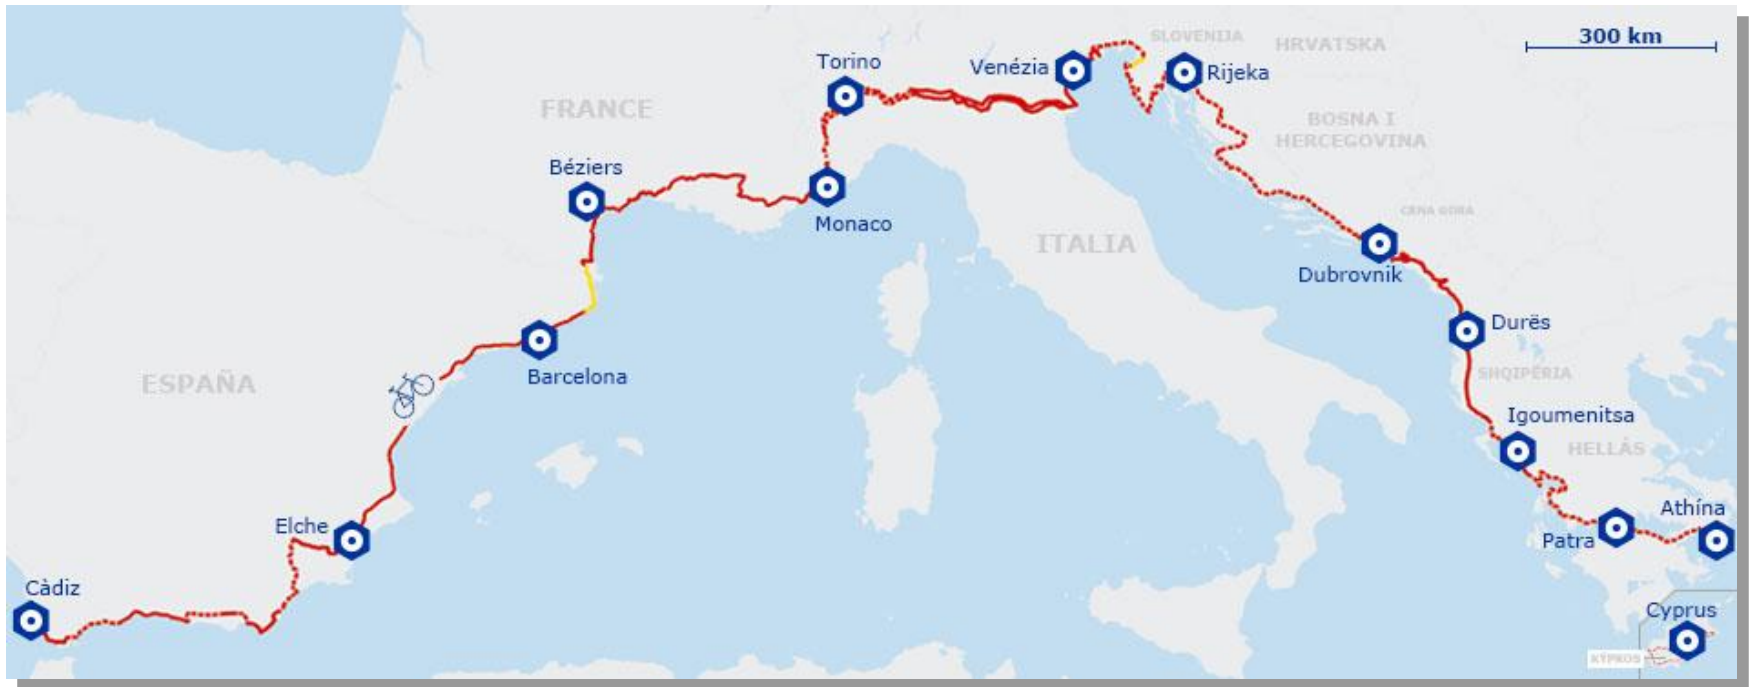 300 km
SLOVENIJA
HRVATSKA
Torino
Venézia
Rijeka
FRANCE
BOSNA I
HERCEGOVINA
Béziers
Monaco
CRNA GORA
ITALIA
Dubrovnik
Durës
Barcelona
ESPAÑA
SHQIPËRIA
Igoumenitsa
HELLÁS
Elche
Athína
Patra
Càdiz
Cyprus
KÝPROS